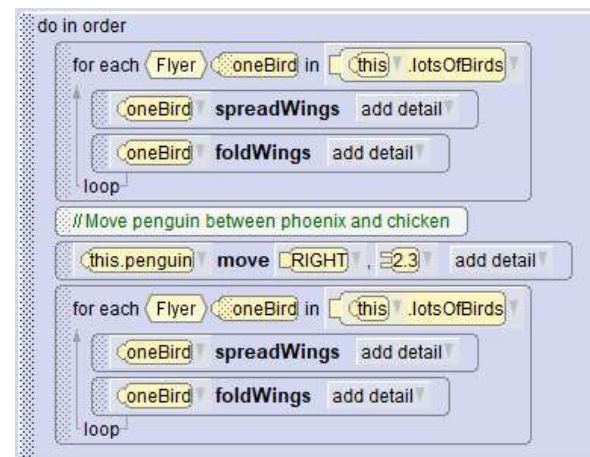 do in order
for each Flyer oneBird in this .lotsOfBirds
oneBird spreadWings add detail
oneBird foldWings add detail
loop
//Move penguin between phoenix and chicken
this.penguin move RIGHT , 2.3 add detail
for each Flyer oneBird in this .lotsOfBirds
oneBird spreadWings add detail
oneBird foldWings add detail
loop